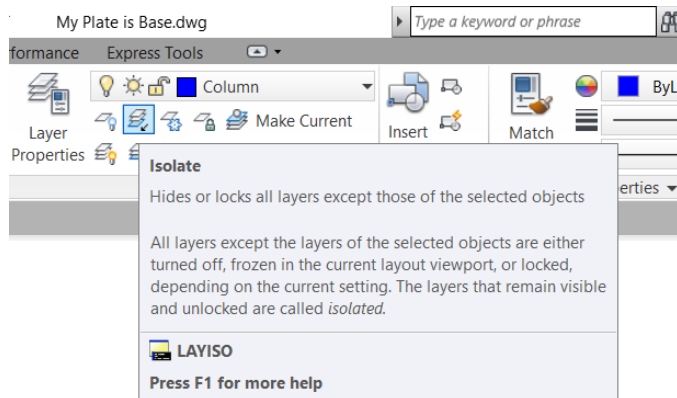 My Plate is Base.dwg
Type a keyword or phrase
formance
Express Tools
Column
ByL
Layer
Properties
Make Current
Insert
Match
erties
Isolate
Hides or locks all layers except those of the selected objects
All layers except the layers of the selected objects are either
turned off, frozen in the current layout viewport, or locked,
depending on the current setting. The layers that remain visible
and unlocked are called isolated.
LAYISO
Press F1 for more help